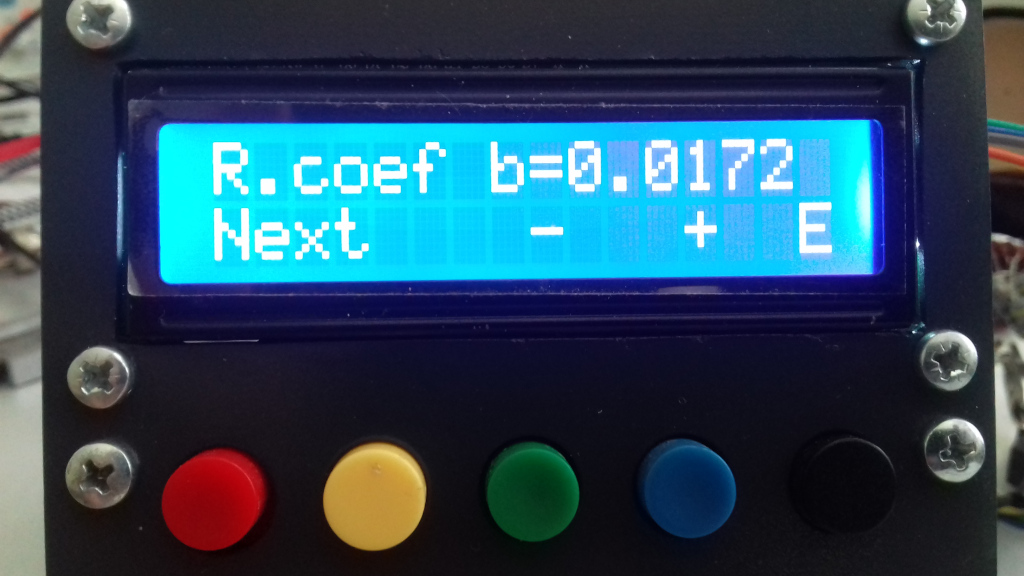 R.coef b=0.0172
Next - + E